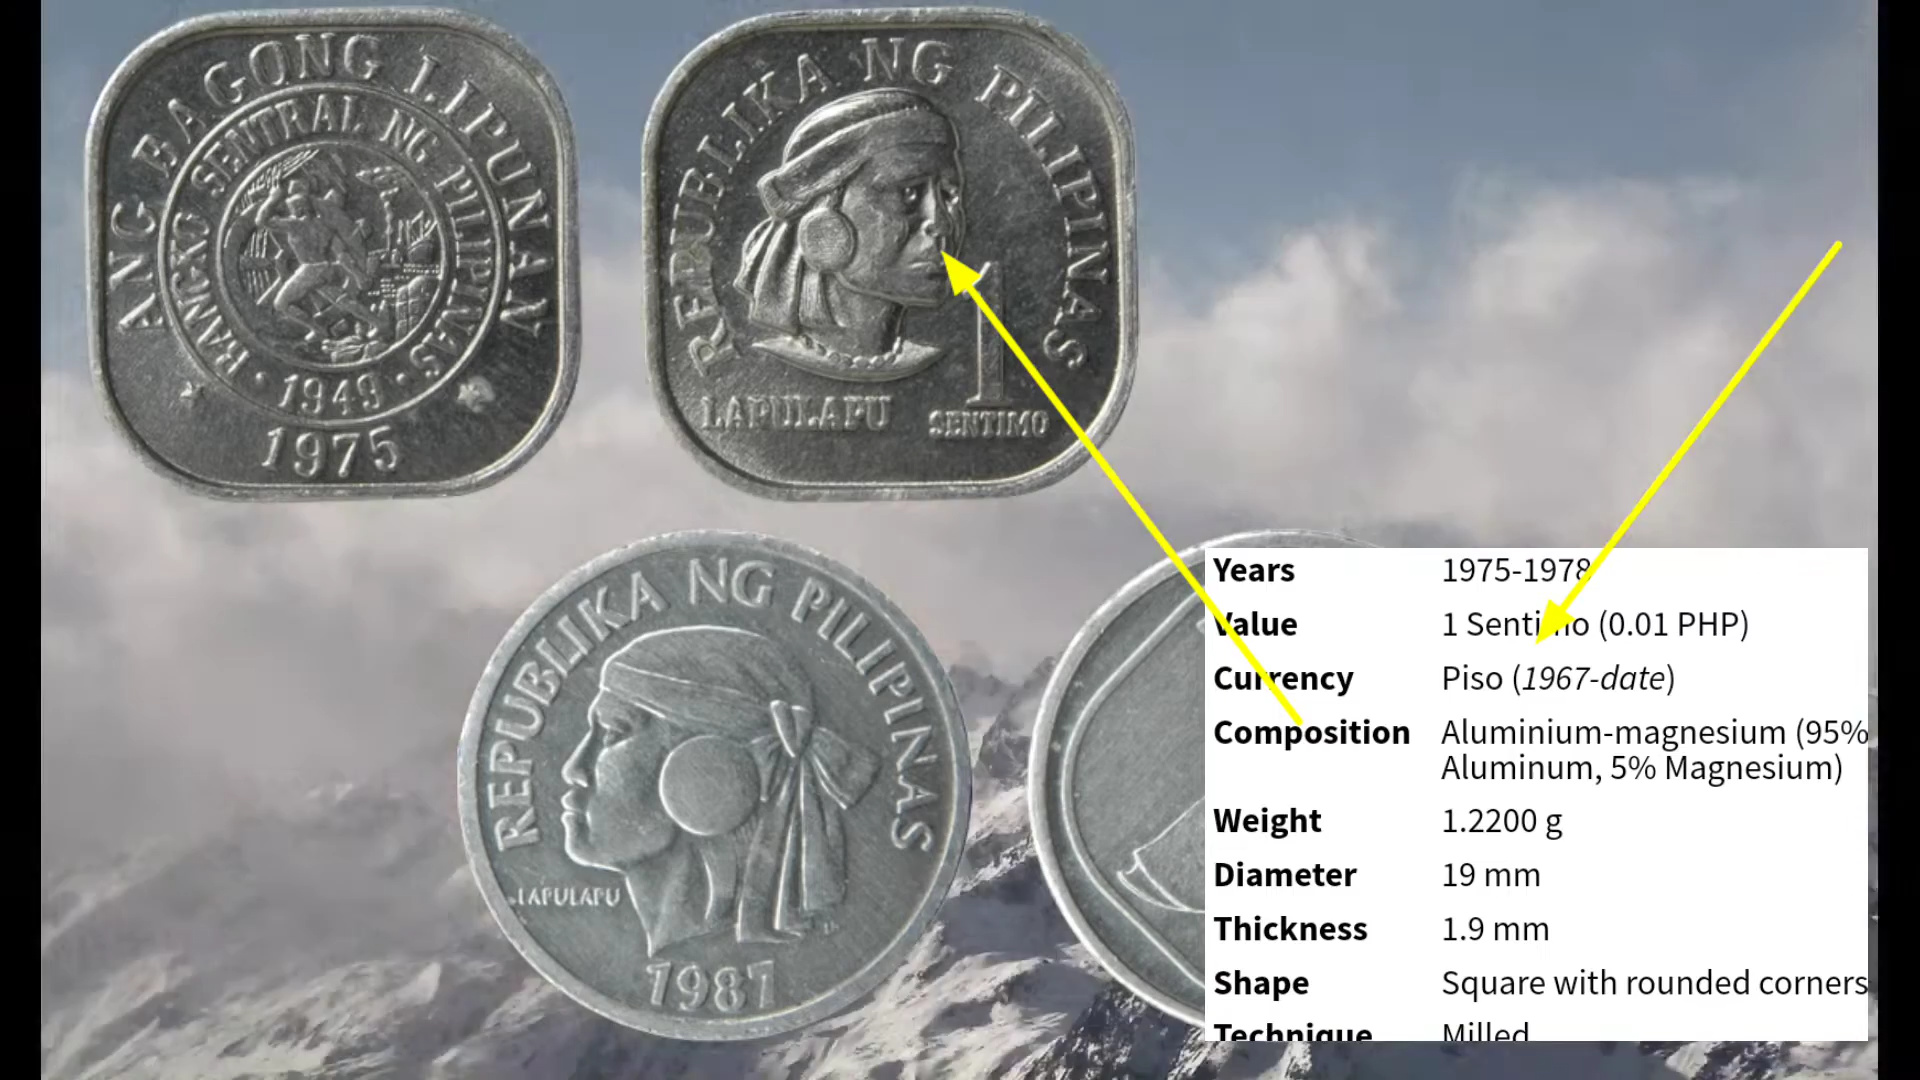 ANG BAGONG LIPUNAN
BANGKO SENTRAL NG PILIPINAS
· 1949 ·
1975
REPUBLIKA NG PILIPINAS
1
LAPULAPU
SENTIMO
REPUBLIKA NG PILIPINAS
LAPULAPU
1981
Years 1975-1978
Value 1 Sentimo (0.01 PHP)
Currency Piso (1967-date)
Composition Aluminium-magnesium (95%
Aluminum, 5% Magnesium)
Weight 1.2200 g
Diameter 19 mm
Thickness 1.9 mm
Shape Square with rounded corners
Technique Milled